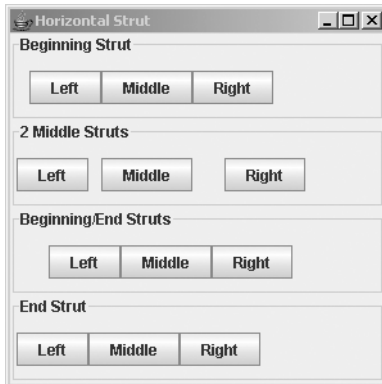 Horizontal Strut
Beginning Strut
Left Middle Right
2 Middle Struts
Left Middle Right
Beginning/End Struts
Left Middle Right
End Strut
Left Middle Right